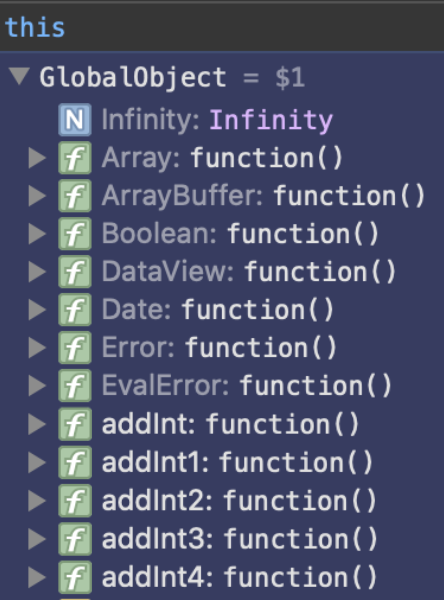 this
GlobalObject = $1
N Infinity: Infinity
f Array: function()
f ArrayBuffer: function()
f Boolean: function()
f DataView: function()
f Date: function()
f Error: function()
f EvalError: function()
f addInt: function()
f addInt1: function()
f addInt2: function()
f addInt3: function()
f addInt4: function()